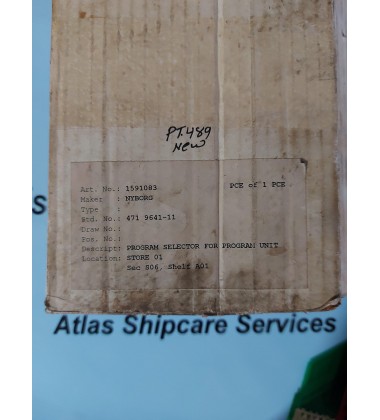 PT489
New
Art. No.: 1591083 PCE of 1 PCE
Maker : NYBORG
Type :
Std. No.: 471 9641-11
Draw No.:
Pos. No.:
Descript: PROGRAM SELECTOR FOR PROGRAM UNIT
Location: STORE 01
Sec S06, Shelf A01
S
Atlas Shipcare Services